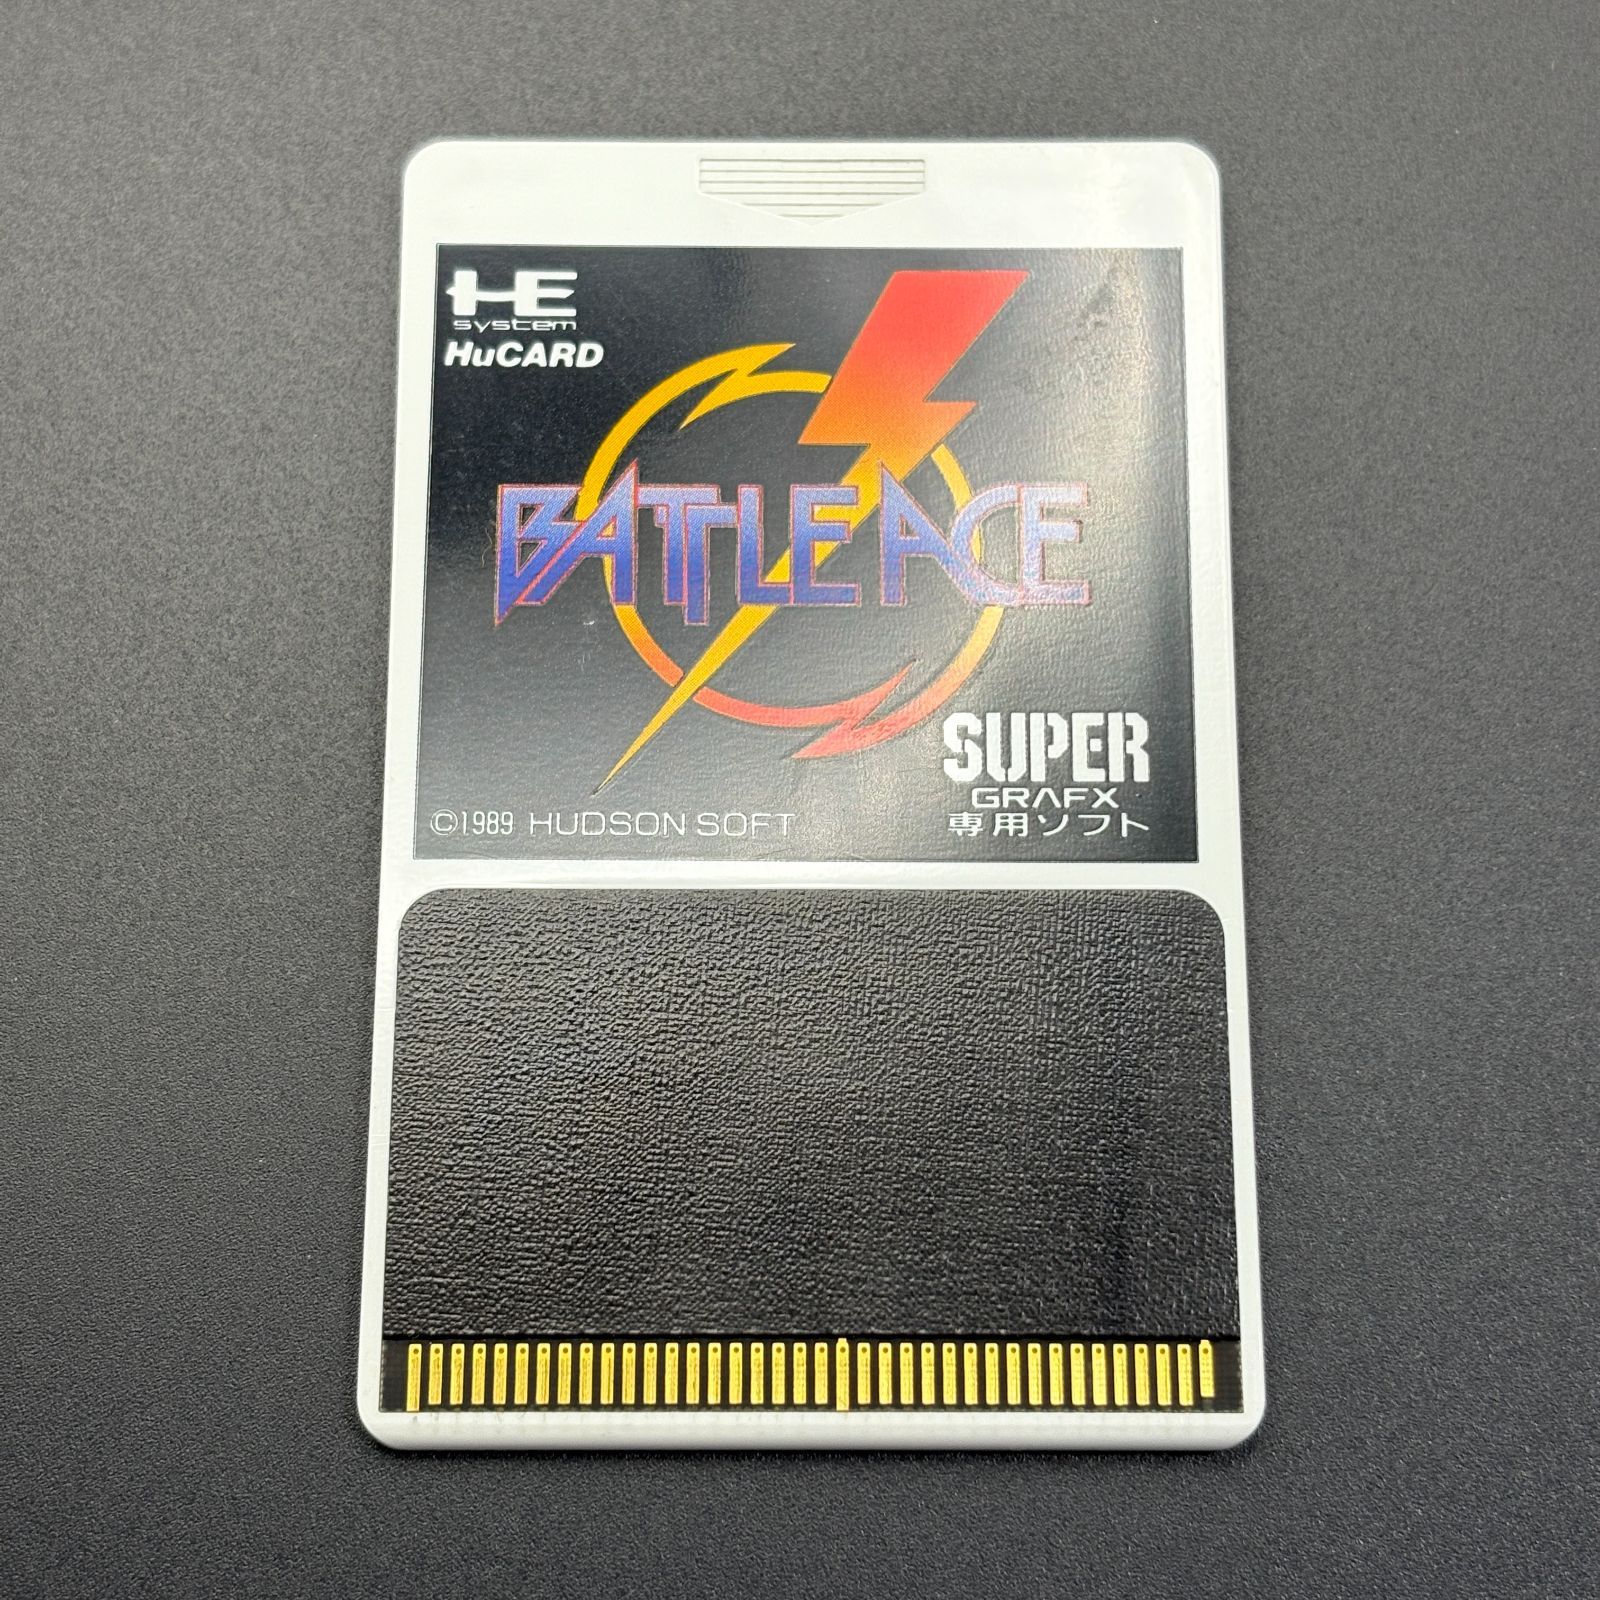 HE
system
HuCARD
BATTLE ACE
SUPER
GRAFX
専用ソフト
©1989 HUDSON SOFT